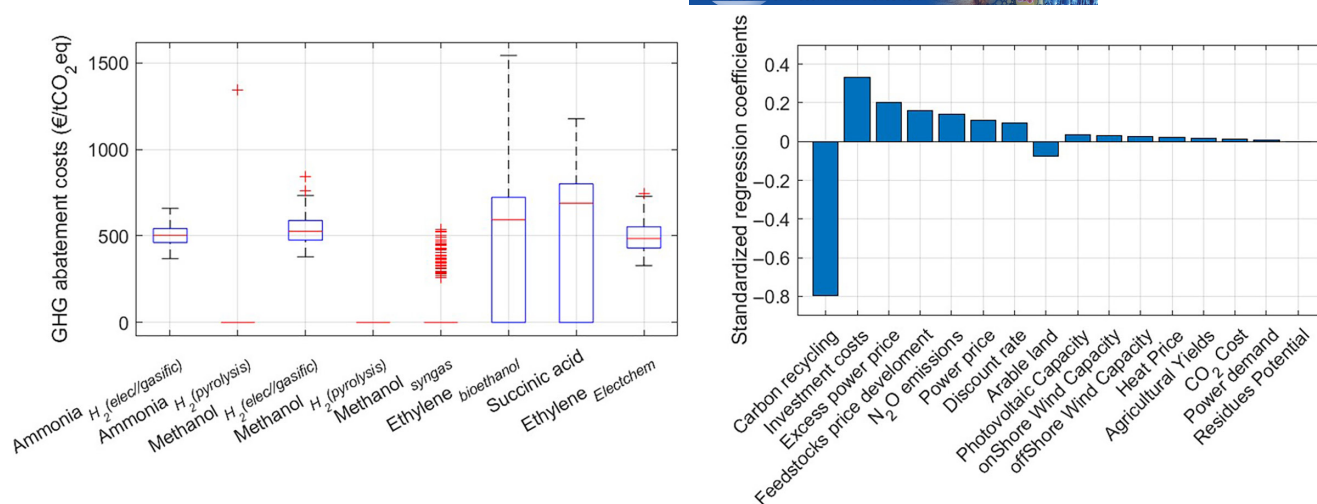 GHG abatement costs (€/tCO2eq)
1500
1000
500
0
Ammonia H2(elec//gasific)
Ammonia H2(pyrolysis)
Methanol H2(elec//gasific)
Methanol H2(pyrolysis)
Methanol syngas
Ethylene bioethanol
Succinic acid
Ethylene Electchem
Standardized regression coefficients
0.4
0.2
0
−0.2
−0.4
−0.6
−0.8
Carbon recycling
Investment costs
Excess power price
Feedstocks price develoment
N2O emissions
Power price
Discount rate
Arable land
Photovoltaic Capacity
onShore Wind Capacity
offShore Wind Capacity
Heat Price
Agricultural Yields
CO2 Cost
Power demand
Residues Potential